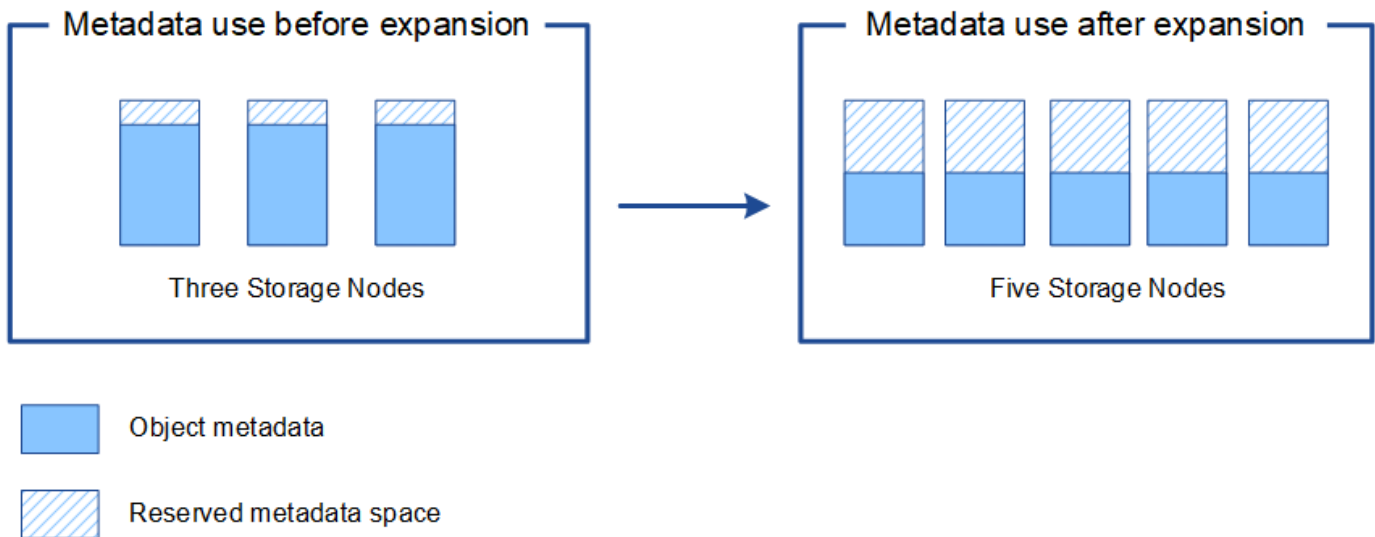 Metadata use before expansion
Metadata use after expansion
Three Storage Nodes
Five Storage Nodes
Object metadata
Reserved metadata space